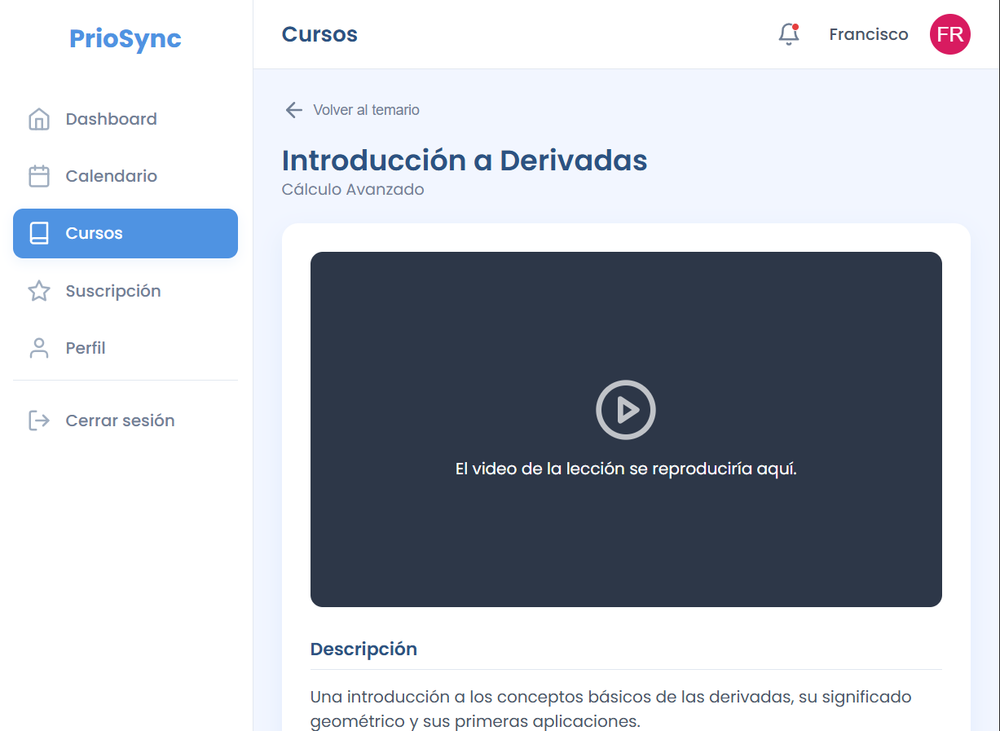 PrioSync
Dashboard
Calendario
Cursos
Suscripción
Perfil
Cerrar sesión
Cursos
Francisco
FR
Volver al temario
Introducción a Derivadas
Cálculo Avanzado
El video de la lección se reproduciría aquí.
Descripción
Una introducción a los conceptos básicos de las derivadas, su significado
geométrico y sus primeras aplicaciones.